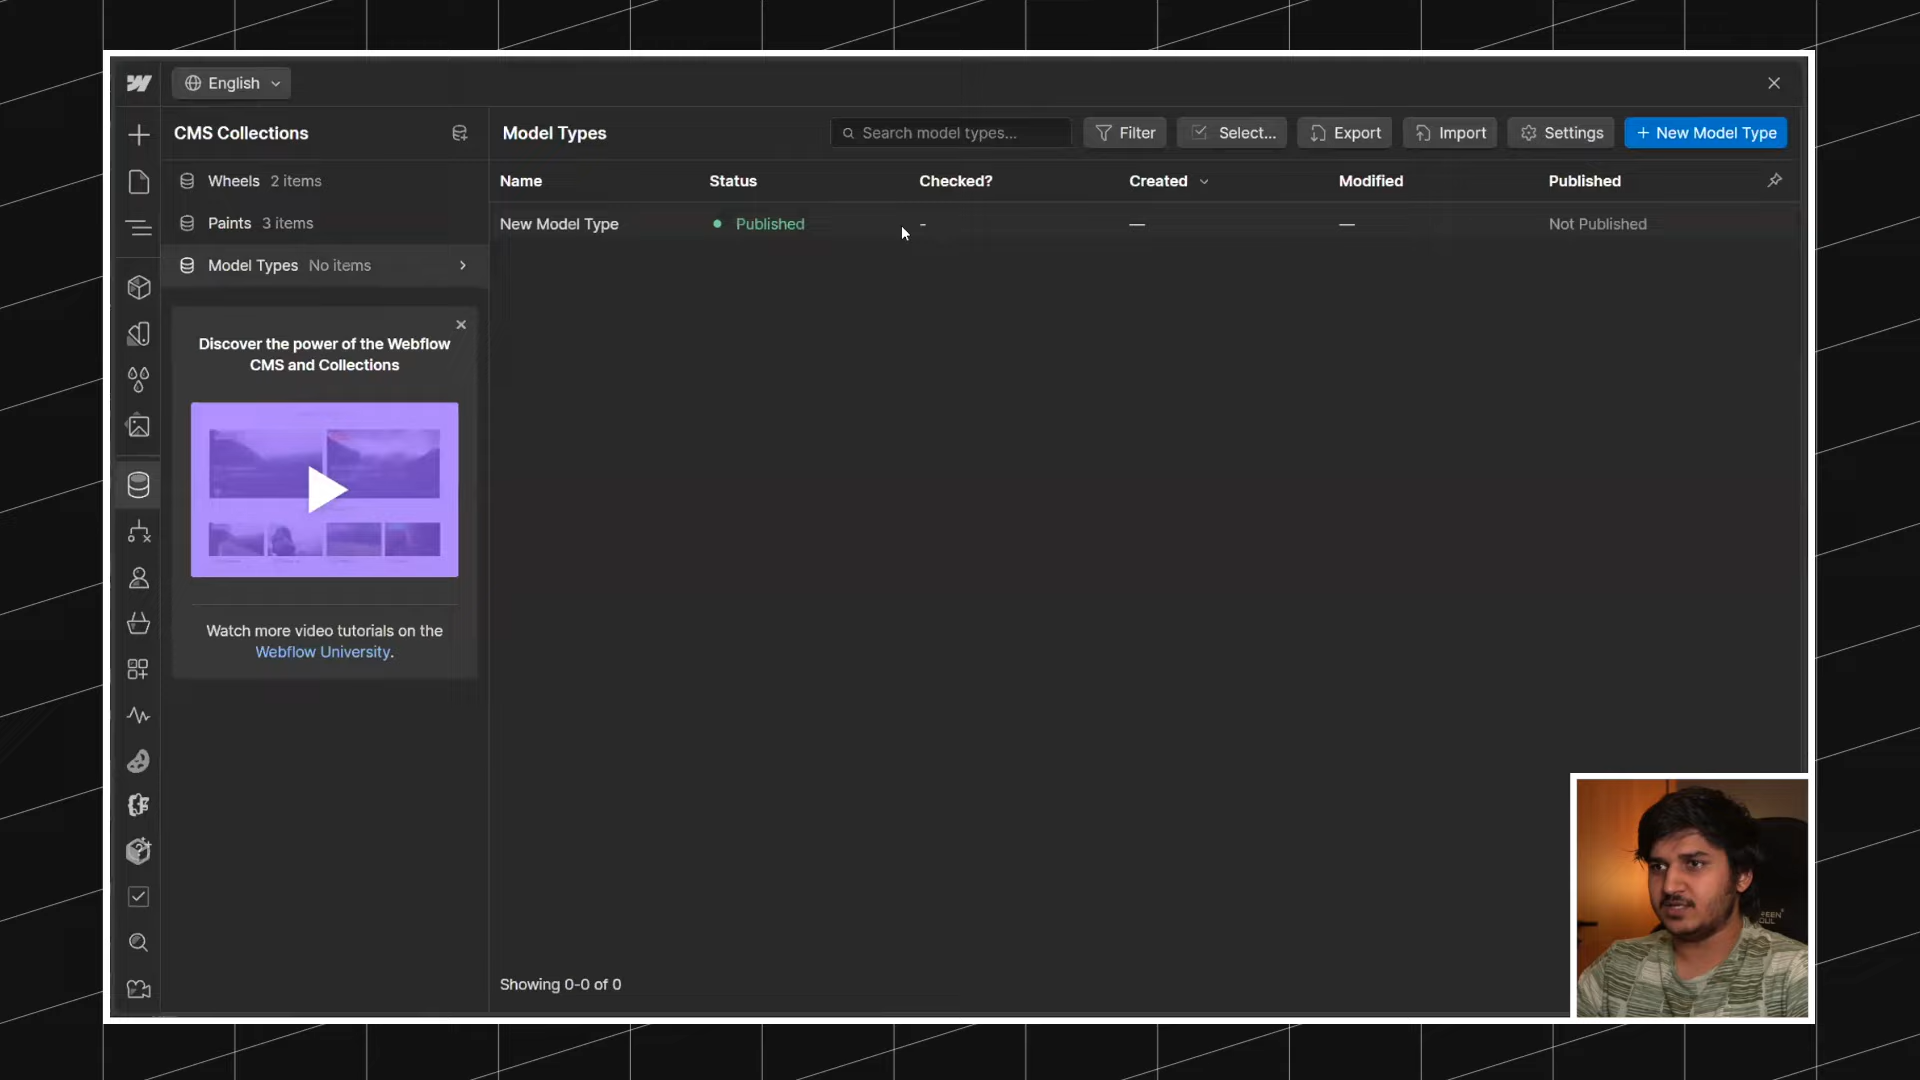 English
CMS Collections
Model Types
Search model types...
Filter
Select...
Export
Import
Settings
+ New Model Type
Wheels 2 items
Paints 3 items
Model Types No items
Name Status Checked? Created Modified Published
New Model Type Published - — — Not Published
Discover the power of the Webflow
CMS and Collections
Watch more video tutorials on the
Webflow University.
Showing 0-0 of 0